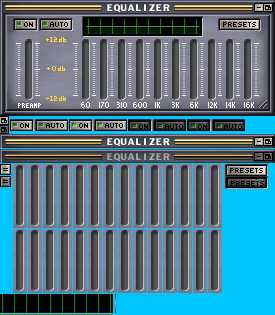 EQUALIZER
ON AUTO PRESETS
+12db
+0db
-12db
PREAMP 60 170 310 600 1K 3K 6K 12K 14K 16K
ON AUTO ON AUTO ON AUTO ON AUTO
EQUALIZER
EQUALIZER
PRESETS
PRESETS